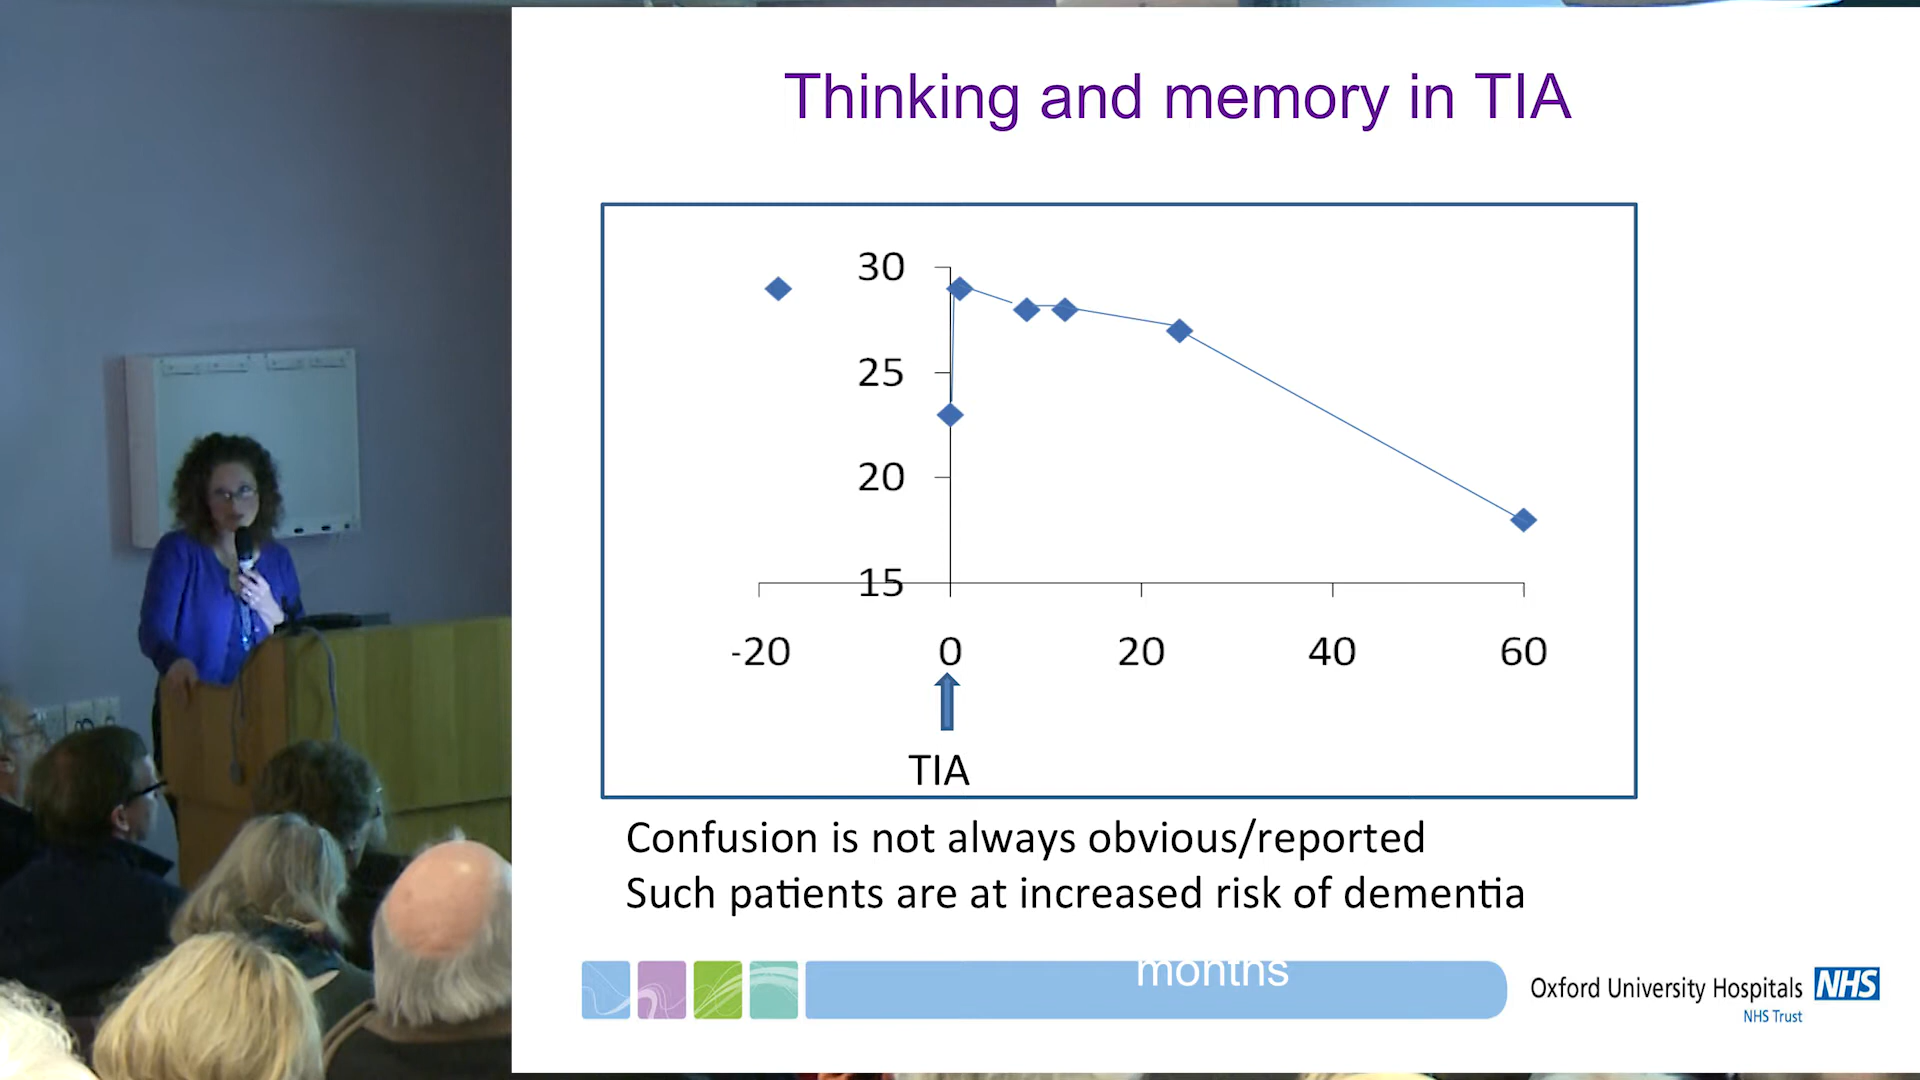 Thinking and memory in TIA
30
25
20
15
-20 0 20 40 60
TIA
Confusion is not always obvious/reported
Such patients are at increased risk of dementia
months
Oxford University Hospitals NHS
NHS Trust